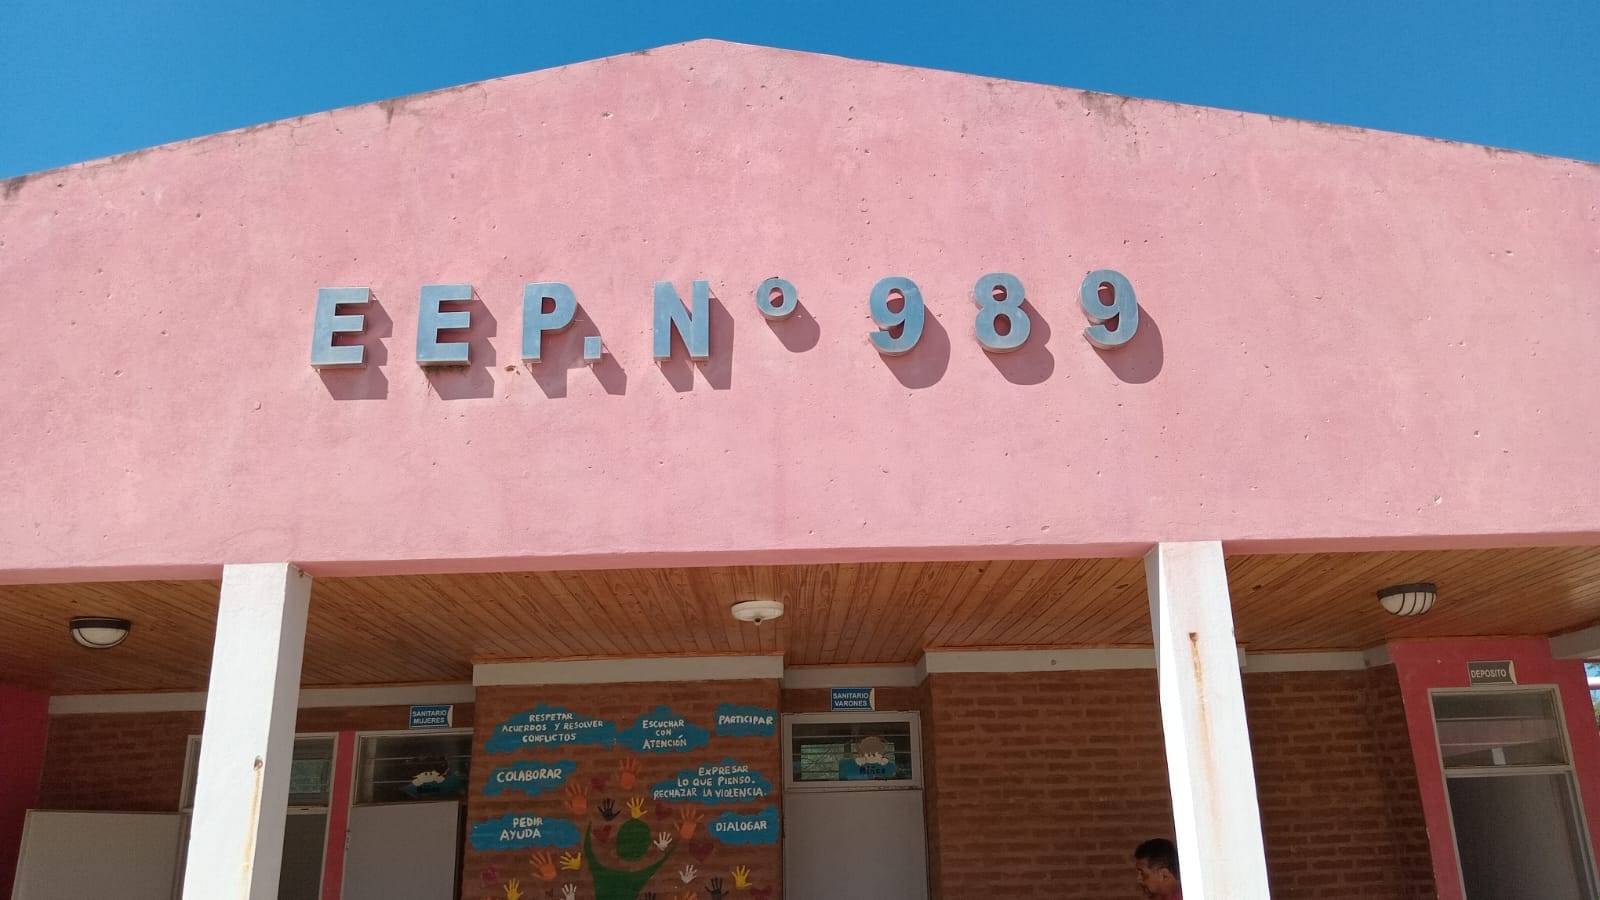 EEP. Nº 989
SANITARIO
MUJERES
RESPETAR
ACUERDOS Y RESOLVER
CONFLICTOS
ESCUCHAR
CON
ATENCIÓN
PARTICIPAR
COLABORAR
EXPRESAR
LO QUE PIENSO.
RECHAZAR LA VIOLENCIA.
PEDIR
AYUDA
DIALOGAR
SANITARIO
VARONES
DEPOSITO